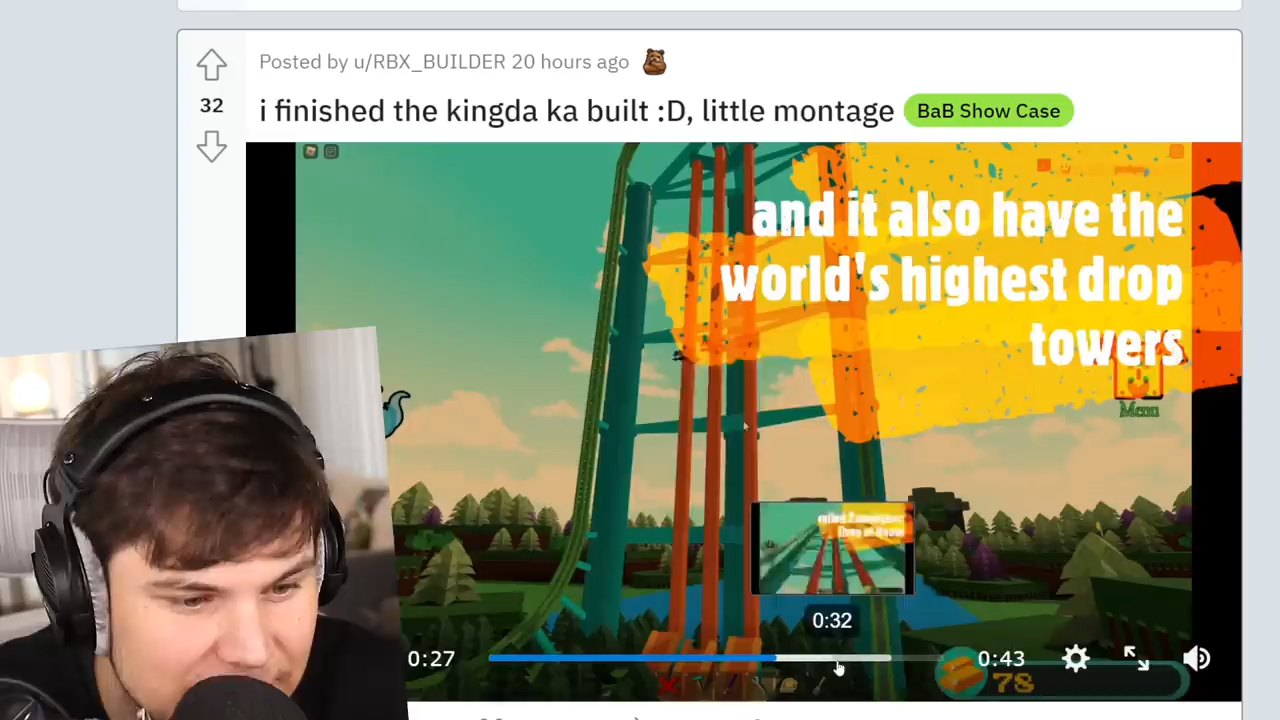 Posted by u/RBX_BUILDER 20 hours ago
32
i finished the kingda ka built :D, little montage
BaB Show Case
and it also have the
world's highest drop
towers
Menu
0:32
0:27
0:43
78